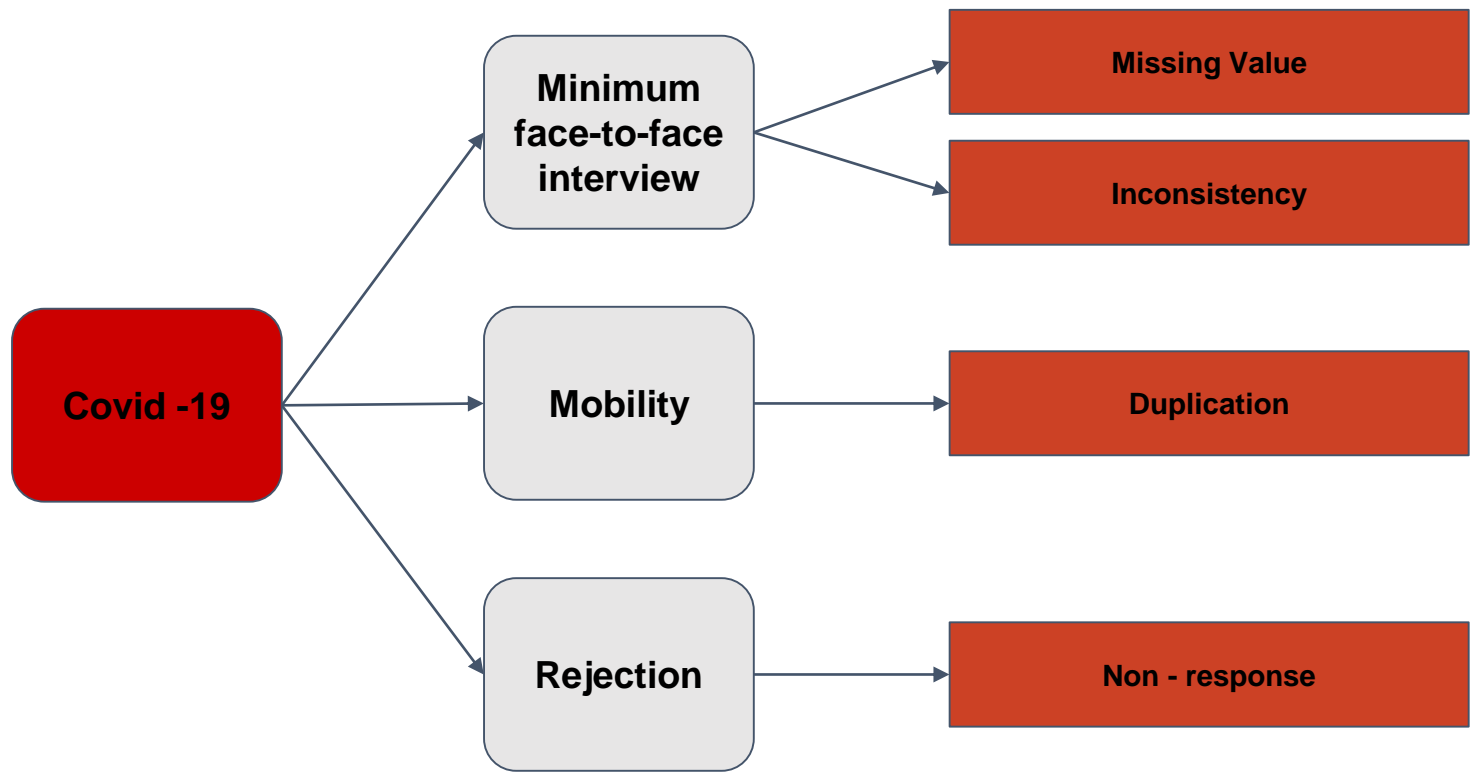 Minimum
face-to-face
interview
Missing Value
Inconsistency
Covid -19
Mobility
Duplication
Rejection
Non - response